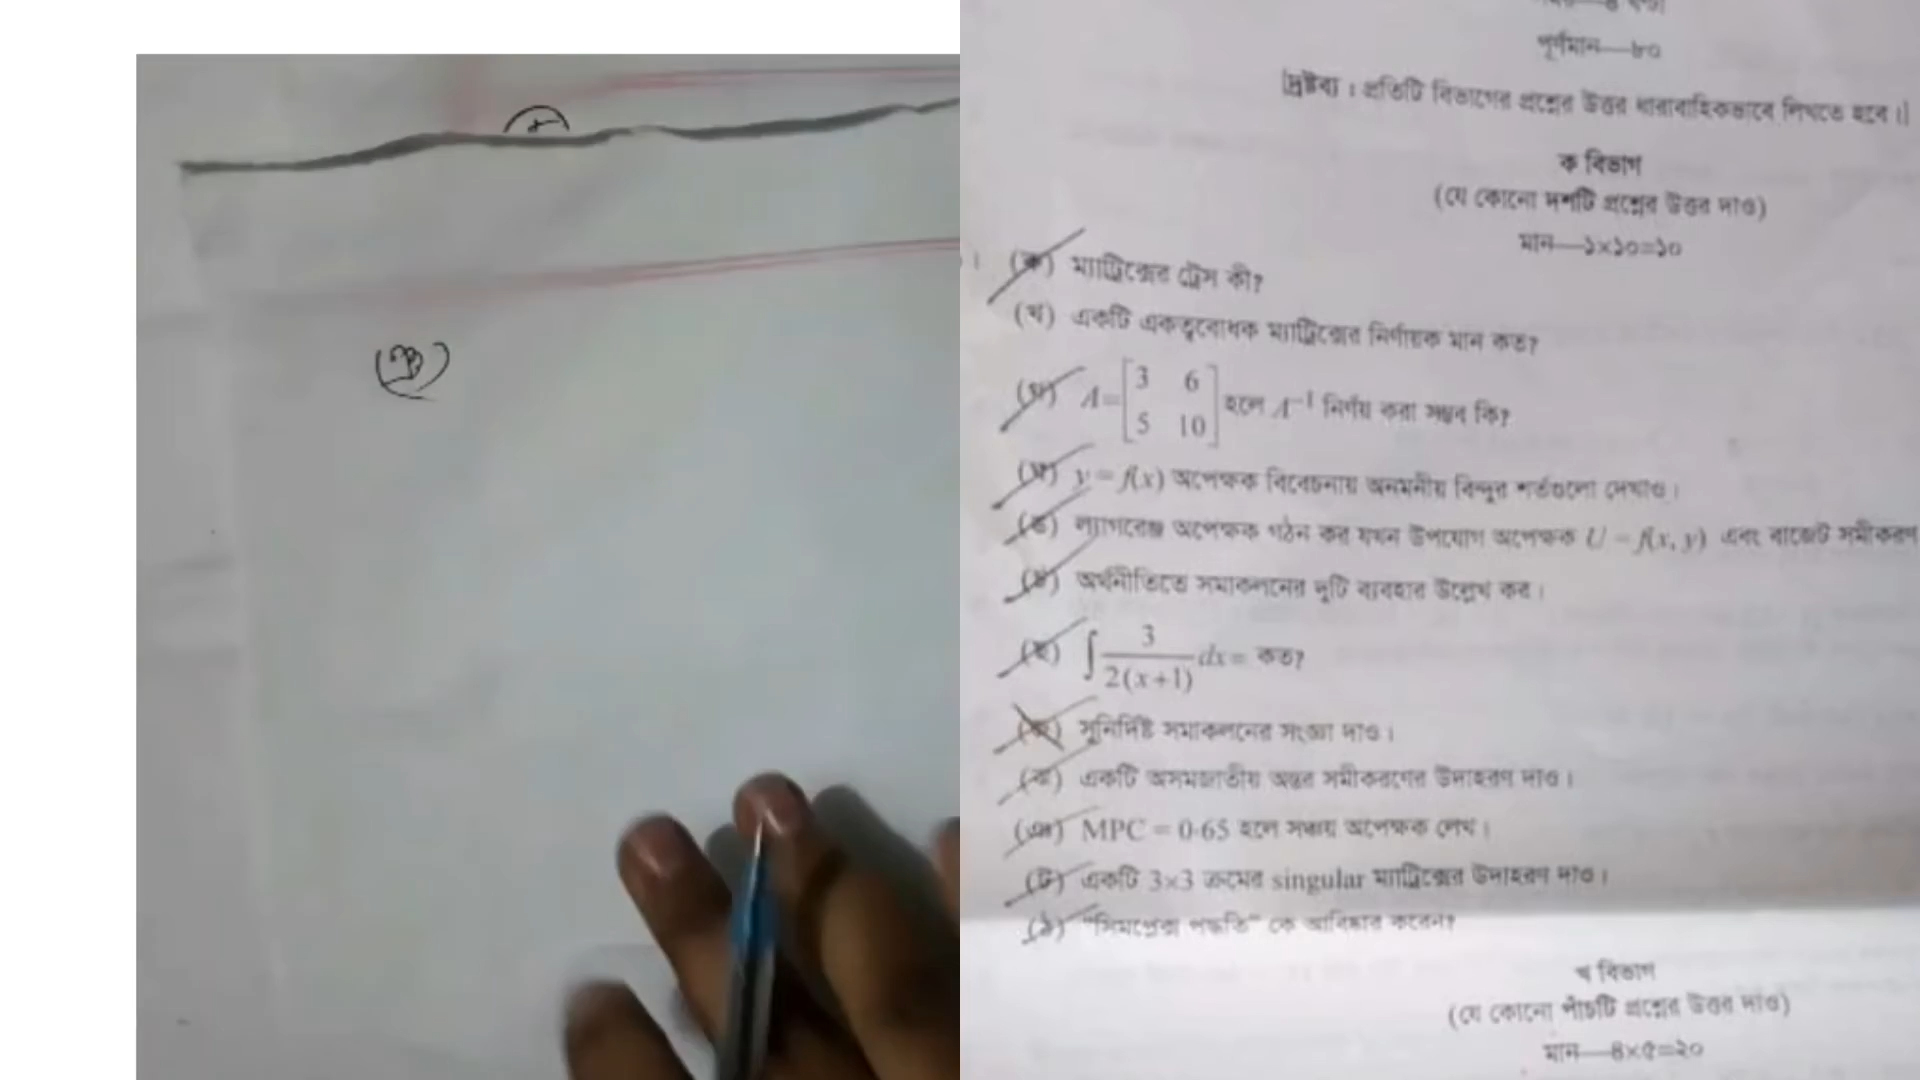 পূর্ণমান—৮০
[দ্রষ্টব্য : প্রতিটি বিভাগের প্রশ্নের উত্তর ধারাবাহিকভাবে লিখতে হবে।]
ক বিভাগ
(যে কোনো দশটি প্রশ্নের উত্তর দাও)
মান—১×১০=১০
(ক) ম্যাট্রিক্সের ট্রেস কী?
(খ) একটি একত্ববোধক ম্যাট্রিক্সের নির্ণায়ক মান কত?
(গ) A=[3 6 5 10] হলে A⁻¹ নির্ণয় করা সম্ভব কি?
(ঘ) y = f(x) অপেক্ষক বিবেচনায় অনমনীয় বিন্দুর শর্তগুলো দেখাও।
(ঙ) ল্যাগরেঞ্জ অপেক্ষক গঠন কর যখন উপযোগ অপেক্ষক U = f(x, y) এবং বাজেট সমীকরণ
(চ) অর্থনীতিতে সমাকলনের দুটি ব্যবহার উল্লেখ কর।
(ছ) ∫ 3/2(x+1) dx = কত?
(জ) সুনির্দিষ্ট সমাকলনের সংজ্ঞা দাও।
(ঝ) একটি অসমজাতীয় অন্তর সমীকরণের উদাহরণ দাও।
(ঞ) MPC = 0·65 হলে সঞ্চয় অপেক্ষক লেখ।
(ট) একটি 3×3 ক্রমের singular ম্যাট্রিক্সের উদাহরণ দাও।
(ঠ) "সিমপ্লেক্স পদ্ধতি" কে আবিষ্কার করেন?
খ বিভাগ
(যে কোনো পাঁচটি প্রশ্নের উত্তর দাও)
মান—৪×৫=২০